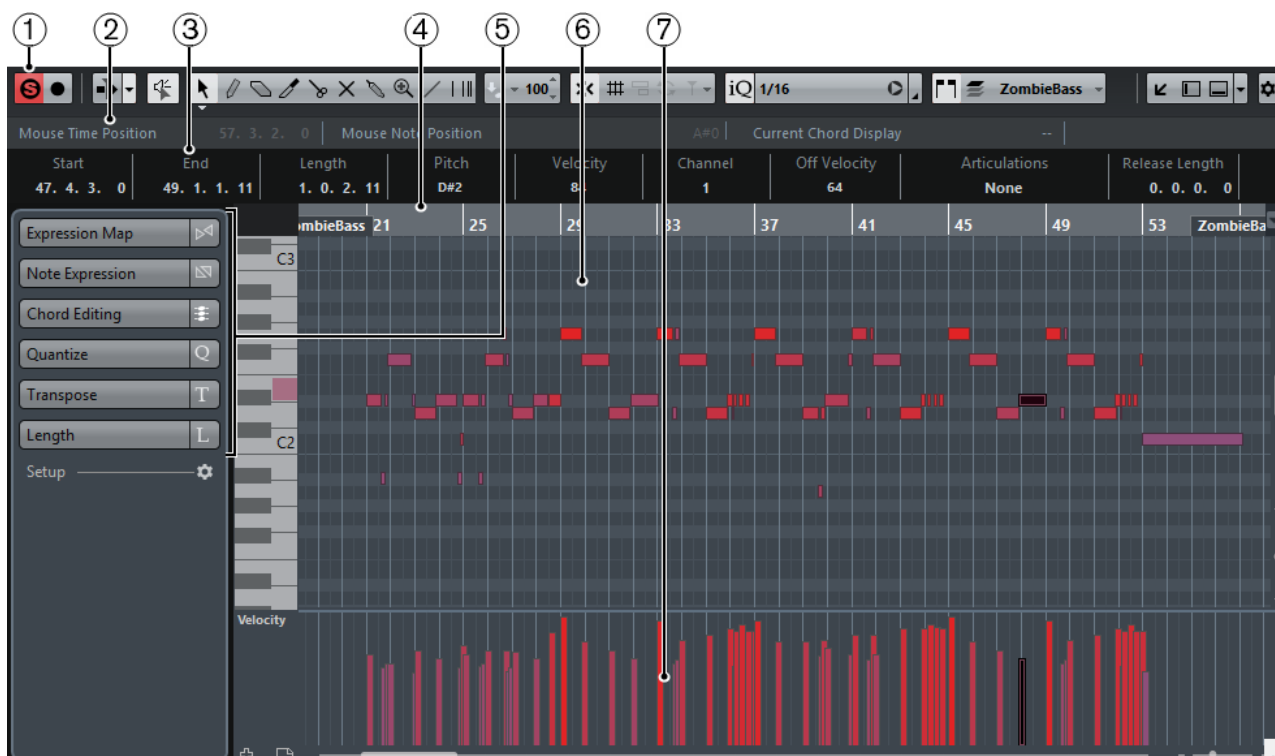 1 2 3 4 5 6 7
S 100 iQ 1/16 ZombieBass
Mouse Time Position 57. 3. 2. 0 Mouse Note Position A#0 Current Chord Display --
Start End Length Pitch Velocity Channel Off Velocity Articulations Release Length
47. 4. 3. 0 49. 1. 1. 11 1. 0. 2. 11 D#2 84 1 64 None 0. 0. 0. 0
mbieBass 21 25 29 33 37 41 45 49 53 ZombieBa
Expression Map
C3
Note Expression
Chord Editing
Quantize Q
Transpose T
Length L
C2
Setup
Velocity